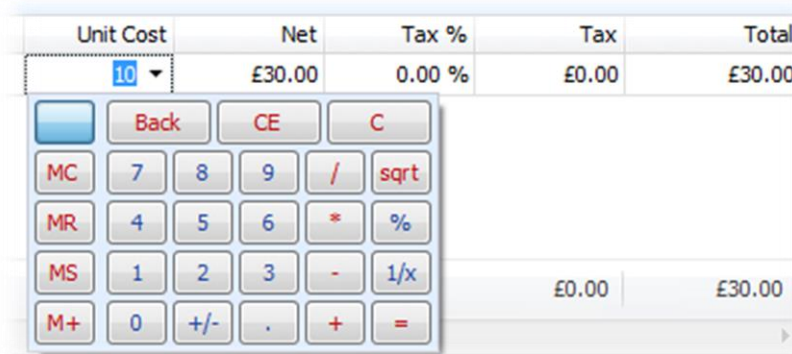 Unit Cost Net Tax % Tax Total
10 £30.00 0.00 % £0.00 £30.00
Back CE C
MC 7 8 9 / sqrt
MR 4 5 6 * %
MS 1 2 3 - 1/x
£0.00 £30.00
M+ 0 +/- . + =